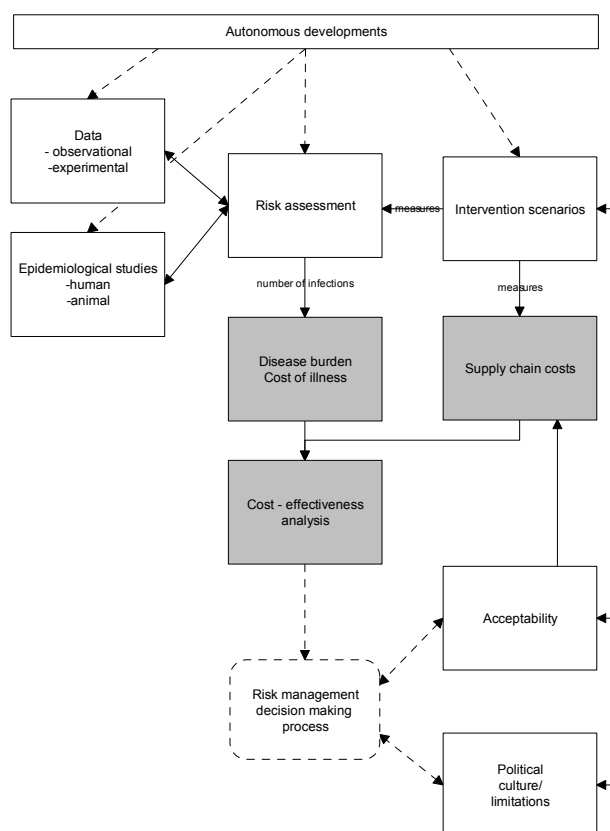 Autonomous developments
Data
- observational
-experimental
Risk assessment
measures
Intervention scenarios
Epidemiological studies
-human
-animal
number of infections
measures
Disease burden
Cost of illness
Supply chain costs
Cost - effectiveness
analysis
Acceptability
Risk management
decision making
process
Political
culture/
limitations